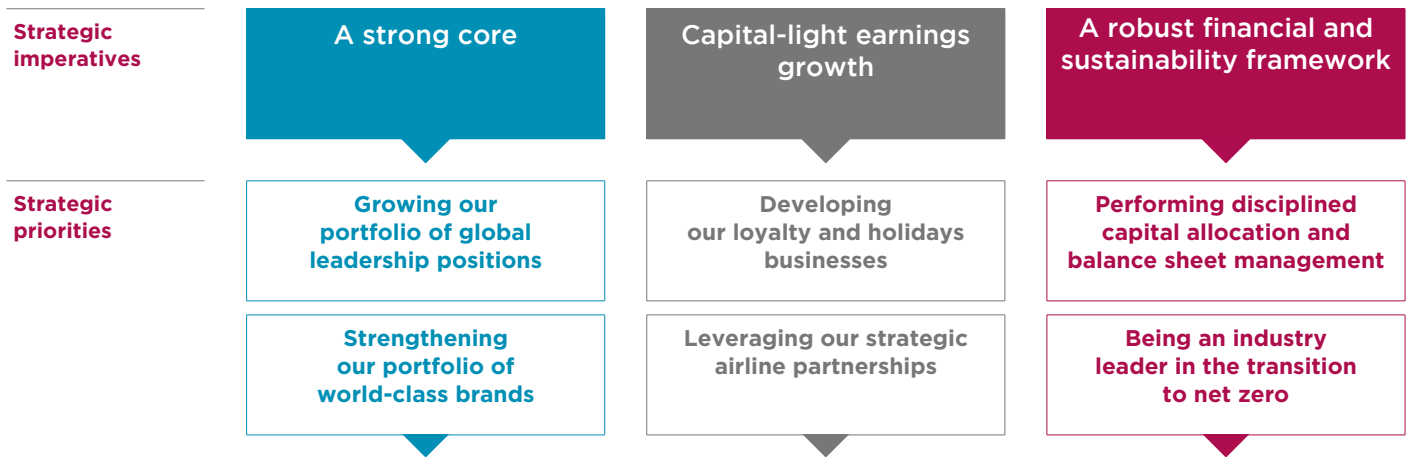 Strategic
imperatives
A strong core
Capital-light earnings
growth
A robust financial and
sustainability framework
Strategic
priorities
Growing our
portfolio of global
leadership positions
Developing
our loyalty and holidays
businesses
Performing disciplined
capital allocation and
balance sheet management
Strengthening
our portfolio of
world-class brands
Leveraging our strategic
airline partnerships
Being an industry
leader in the transition
to net zero